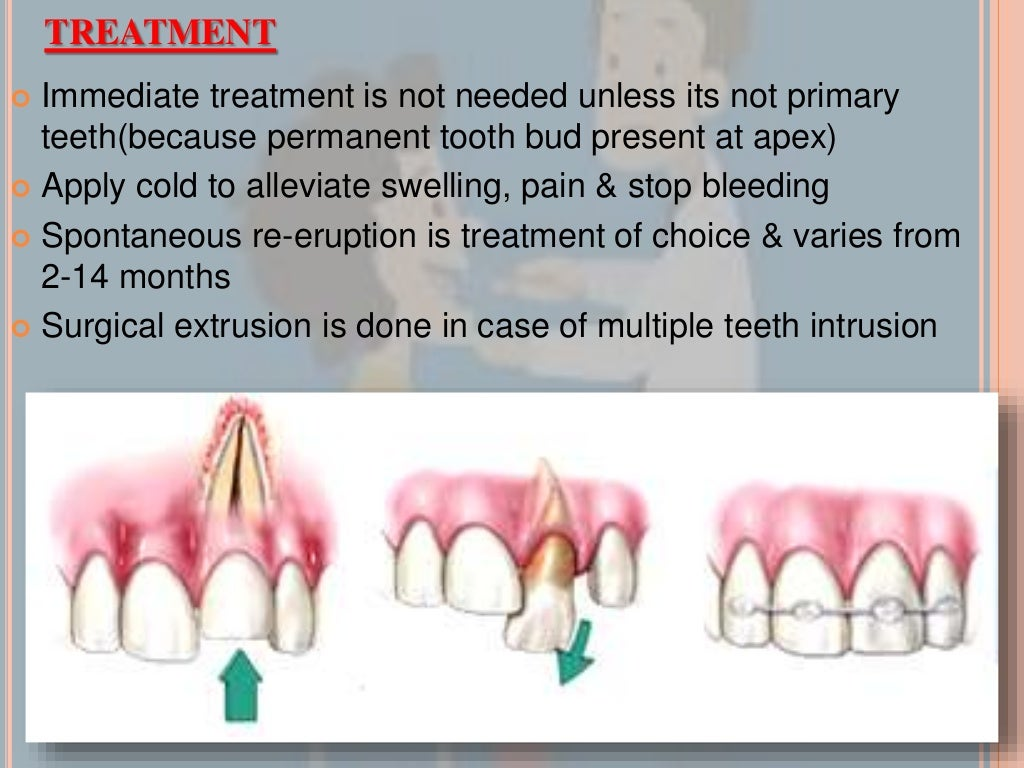 TREATMENT
Immediate treatment is not needed unless its not primary
teeth(because permanent tooth bud present at apex)
Apply cold to alleviate swelling, pain & stop bleeding
Spontaneous re-eruption is treatment of choice & varies from
2-14 months
Surgical extrusion is done in case of multiple teeth intrusion